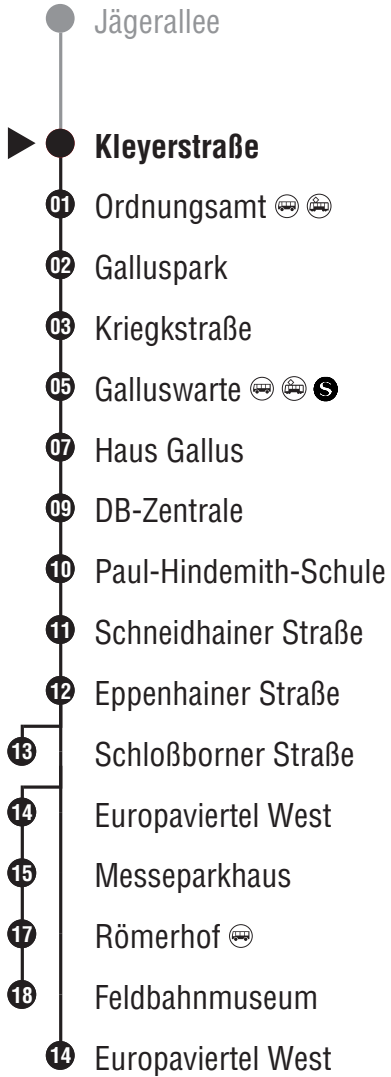 Jägerallee
Kleyerstraße
01 Ordnungsamt
02 Galluspark
03 Kriegkstraße
05 Galluswarte S
07 Haus Gallus
09 DB-Zentrale
10 Paul-Hindemith-Schule
11 Schneidhainer Straße
12 Eppenhainer Straße
13 Schloßborner Straße
14 Europaviertel West
15 Messeparkhaus
17 Römerhof
18 Feldbahnmuseum
14 Europaviertel West